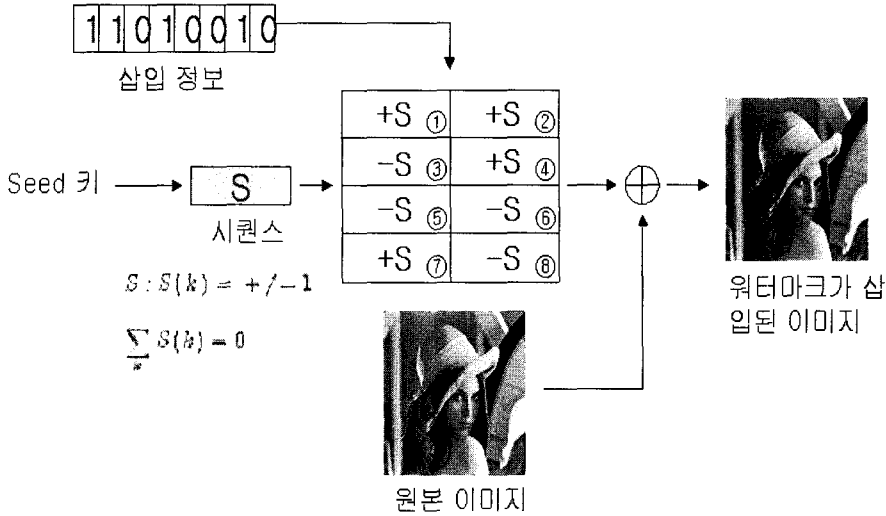 11010010
삽입 정보
+S ① +S ②
-S ③ +S ④
-S ⑤ -S ⑥
+S ⑦ -S ⑧
Seed 키
S
시퀀스
S : S(k) = +/-1
∑ S(k) = 0
워터마크가 삽
입된 이미지
원본 이미지